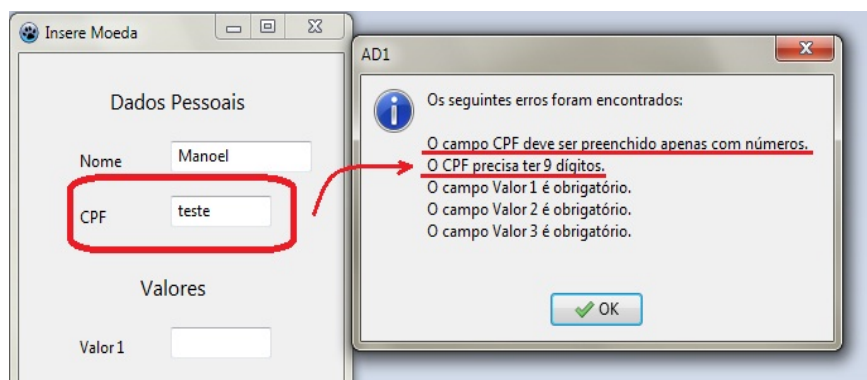 Insere Moeda
Dados Pessoais
Nome
Manoel
CPF
teste
Valores
Valor 1
AD1
Os seguintes erros foram encontrados:
O campo CPF deve ser preenchido apenas com números.
O CPF precisa ter 9 dígitos.
O campo Valor 1 é obrigatório.
O campo Valor 2 é obrigatório.
O campo Valor 3 é obrigatório.
OK